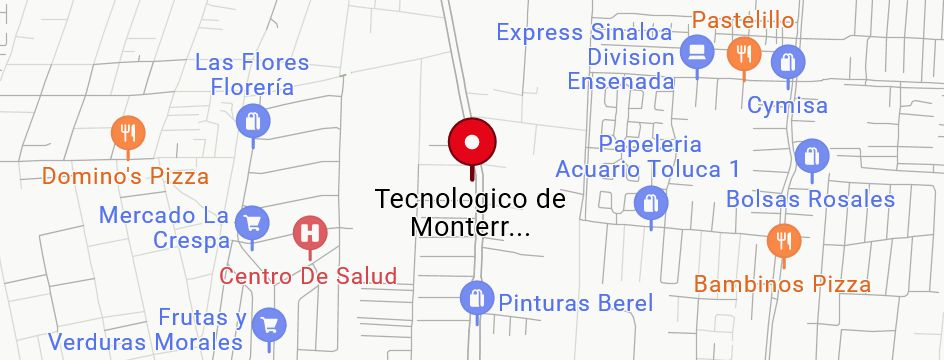 Pastelillo
Express Sinaloa
Division
Ensenada
Cymisa
Las Flores
Florería
Domino's Pizza
Papeleria
Acuario Toluca 1
Bolsas Rosales
Tecnologico de
Monterr...
Mercado La
Crespa
H
Centro De Salud
Bambinos Pizza
Pinturas Berel
Frutas y
Verduras Morales